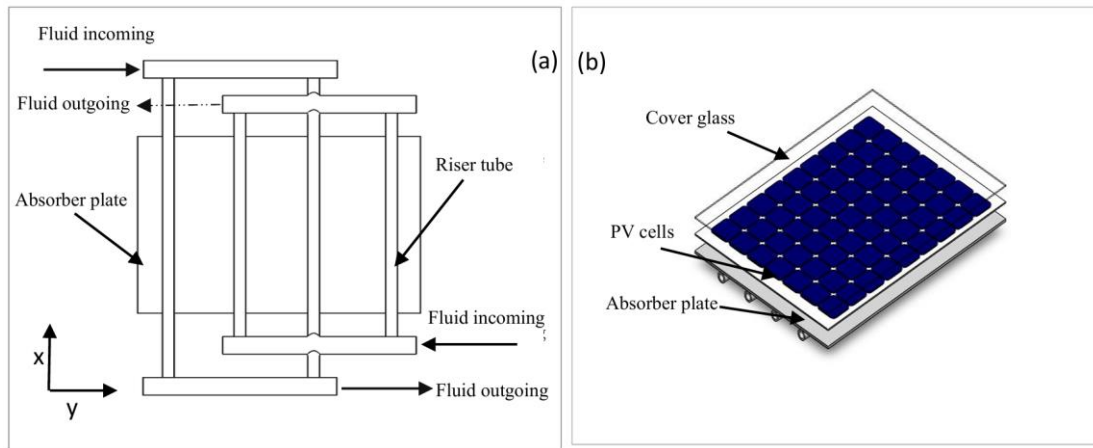 Fluid incoming
(a)
Fluid outgoing
Riser tube
Absorber plate
Fluid incoming
x
Fluid outgoing
y
(b)
Cover glass
PV cells
Absorber plate